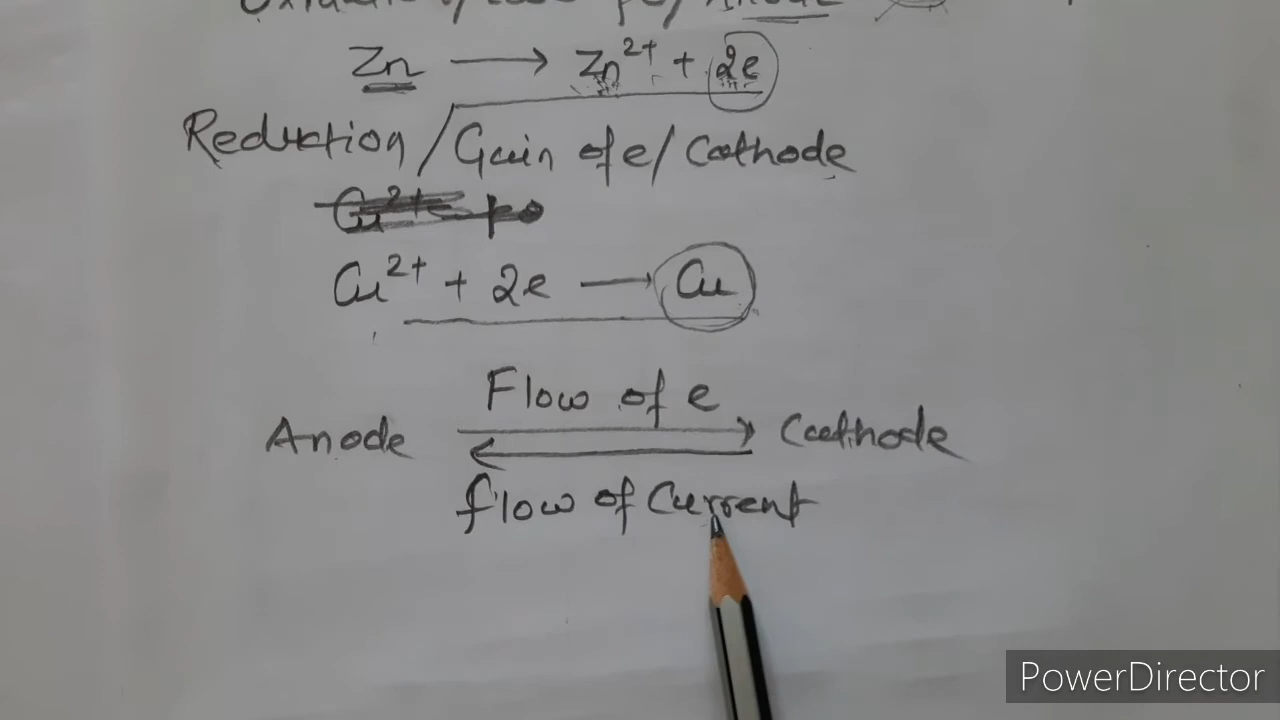 Zn → Zn²⁺ + 2e
Reduction / Gain of e / Cathode
Cu²⁺ + 2e → Cu
Flow of e
Anode → Cathode
←
flow of Current
PowerDirector